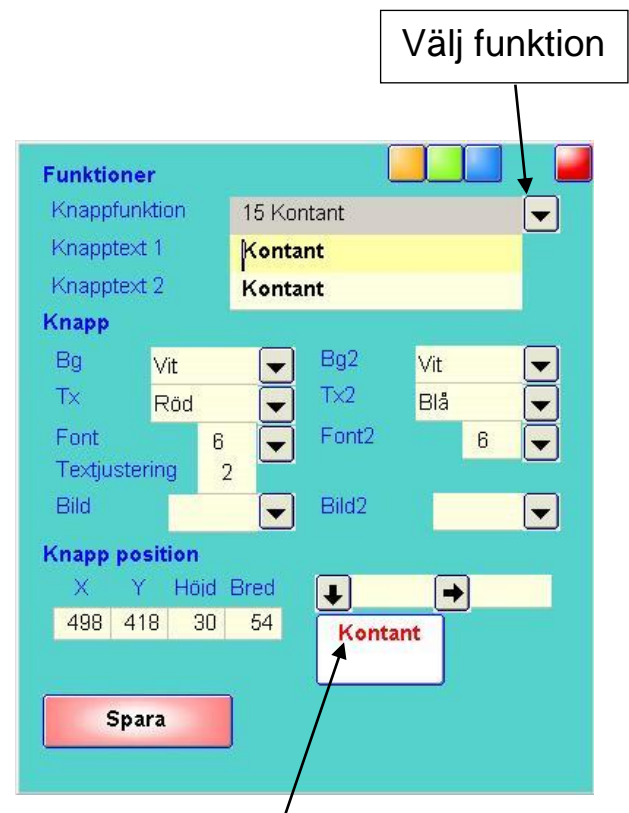 Välj funktion
Funktioner
Knappfunktion 15 Kontant
Knapptext 1 Kontant
Knapptext 2 Kontant
Knapp
Bg Vit Bg2 Vit
Tx Röd Tx2 Blå
Font 6 Font2 6
Textjustering 2
Bild Bild2
Knapp position
X Y Höjd Bred
498 418 30 54
Kontant
Spara